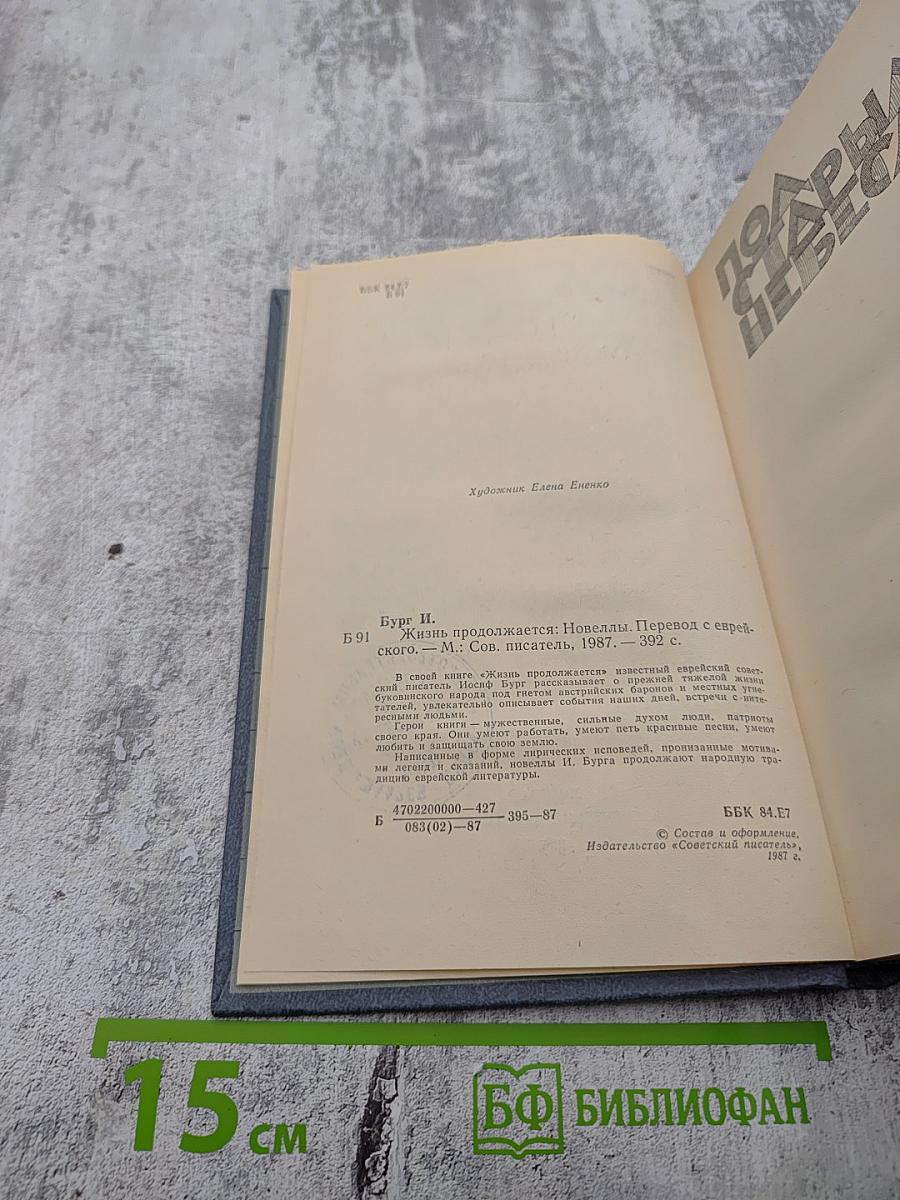 ББК 84.Е7
Б 91
Художник Елена Ененко
Бург И.
Б 91 Жизнь продолжается: Новеллы. Перевод с еврей-
ского. — М.: Сов. писатель, 1987. — 392 с.
В своей книге «Жизнь продолжается» известный еврейский совет-
ский писатель Иосиф Бург рассказывает о прежней тяжелой жизни
буковинского народа под гнетом австрийских баронов и местных угне-
тателей, увлекательно описывает события наших дней, встречи с инте-
ресными людьми.
Герои книги — мужественные, сильные духом люди, патриоты
своего края. Они умеют работать, умеют петь красивые песни, умеют
любить и защищать свою землю.
Написанные в форме лирических исповедей, пронизанные мотива-
ми легенд и сказаний, новеллы И. Бурга продолжают народную тра-
дицию еврейской литературы.
Б 4702200000—427 395—87
083(02)—87
ББК 84.Е7
© Состав и оформление,
Издательство «Советский писатель»,
1987 г.
15 см
БФ БИБЛИОФАН